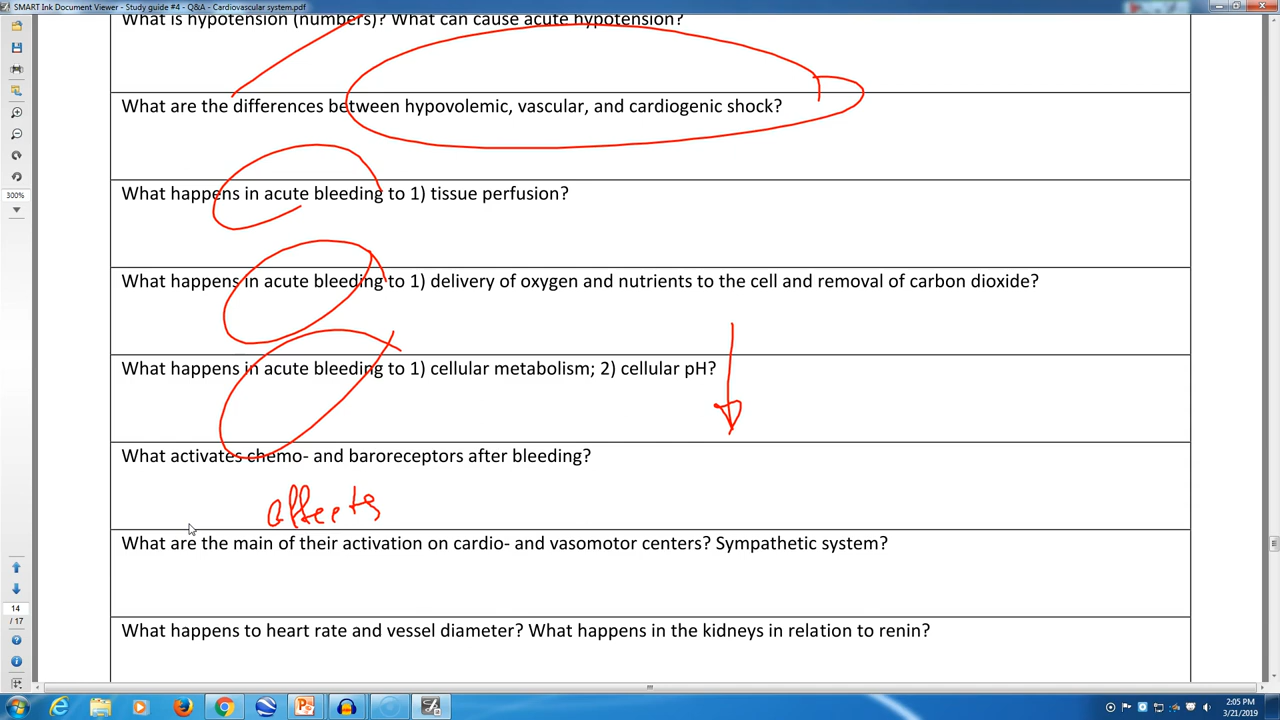 SMART Ink Document Viewer - Study guide #4 - Q&A - Cardiovascular system.pdf
What is hypotension (numbers)? What can cause acute hypotension?
What are the differences between hypovolemic, vascular, and cardiogenic shock?
What happens in acute bleeding to 1) tissue perfusion?
What happens in acute bleeding to 1) delivery of oxygen and nutrients to the cell and removal of carbon dioxide?
What happens in acute bleeding to 1) cellular metabolism; 2) cellular pH?
What activates chemo- and baroreceptors after bleeding?
affects
What are the main of their activation on cardio- and vasomotor centers? Sympathetic system?
What happens to heart rate and vessel diameter? What happens in the kidneys in relation to renin?
300%
14
/ 17
2:05 PM
3/21/2019